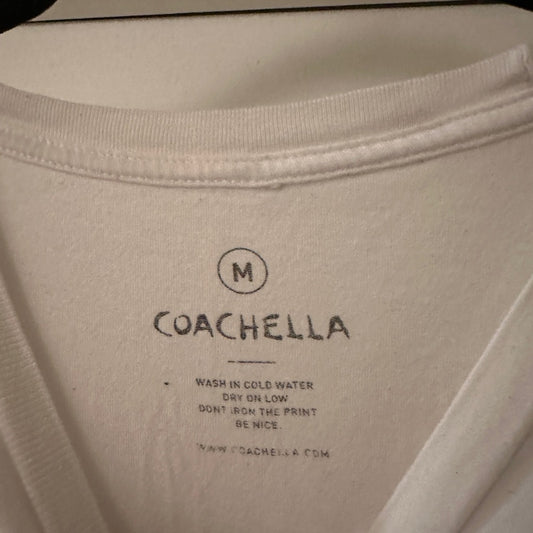 M
COACHELLA
WASH IN COLD WATER
DRY ON LOW
DONT IRON THE PRINT
BE NICE.
WWW.COACHELLA.COM